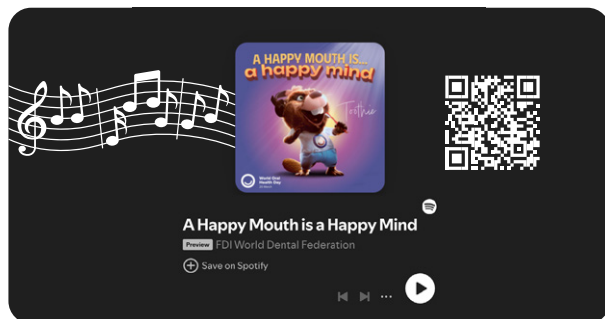 A HAPPY MOUTH IS...
a happy mind
Toothie
World Oral
Health Day
A Happy Mouth is a Happy Mind
Preview FDI World Dental Federation
Save on Spotify